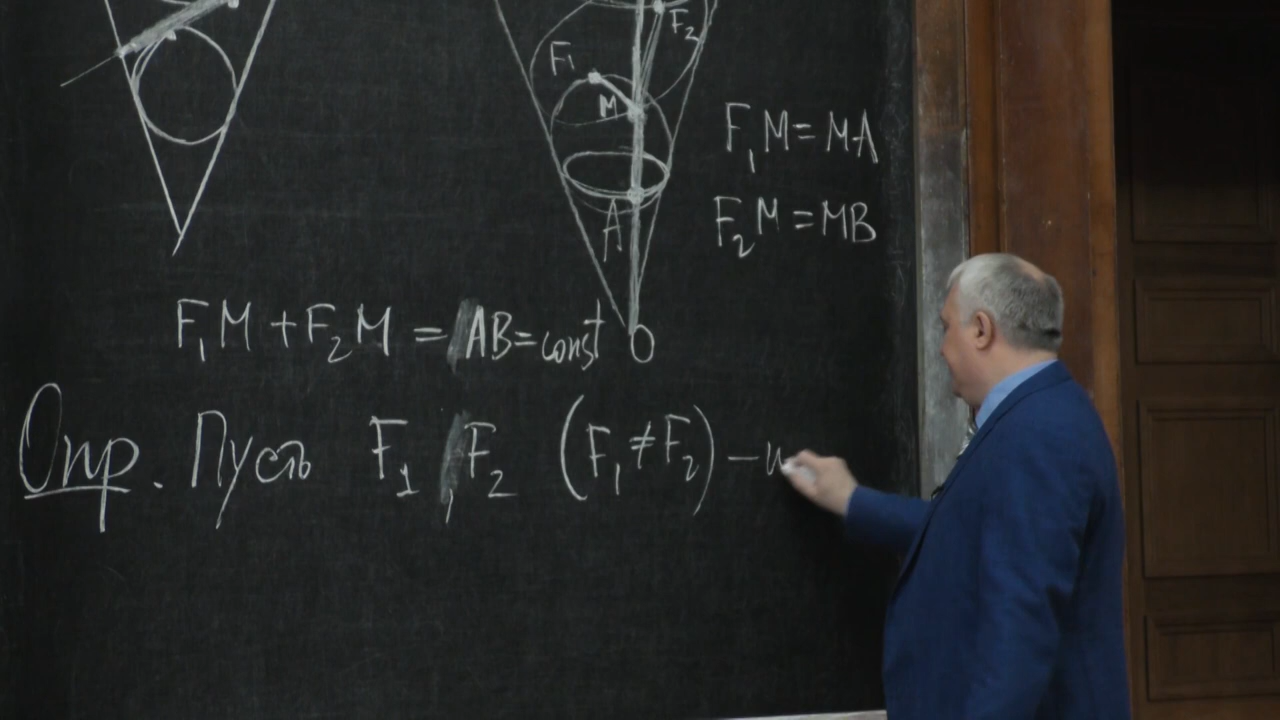 F₂
F₁
M
F₁M=MA
F₂M=MB
A
F₁M+F₂M=AB=const
O
Опр. Пусть F₁, F₂ (F₁≠F₂) –